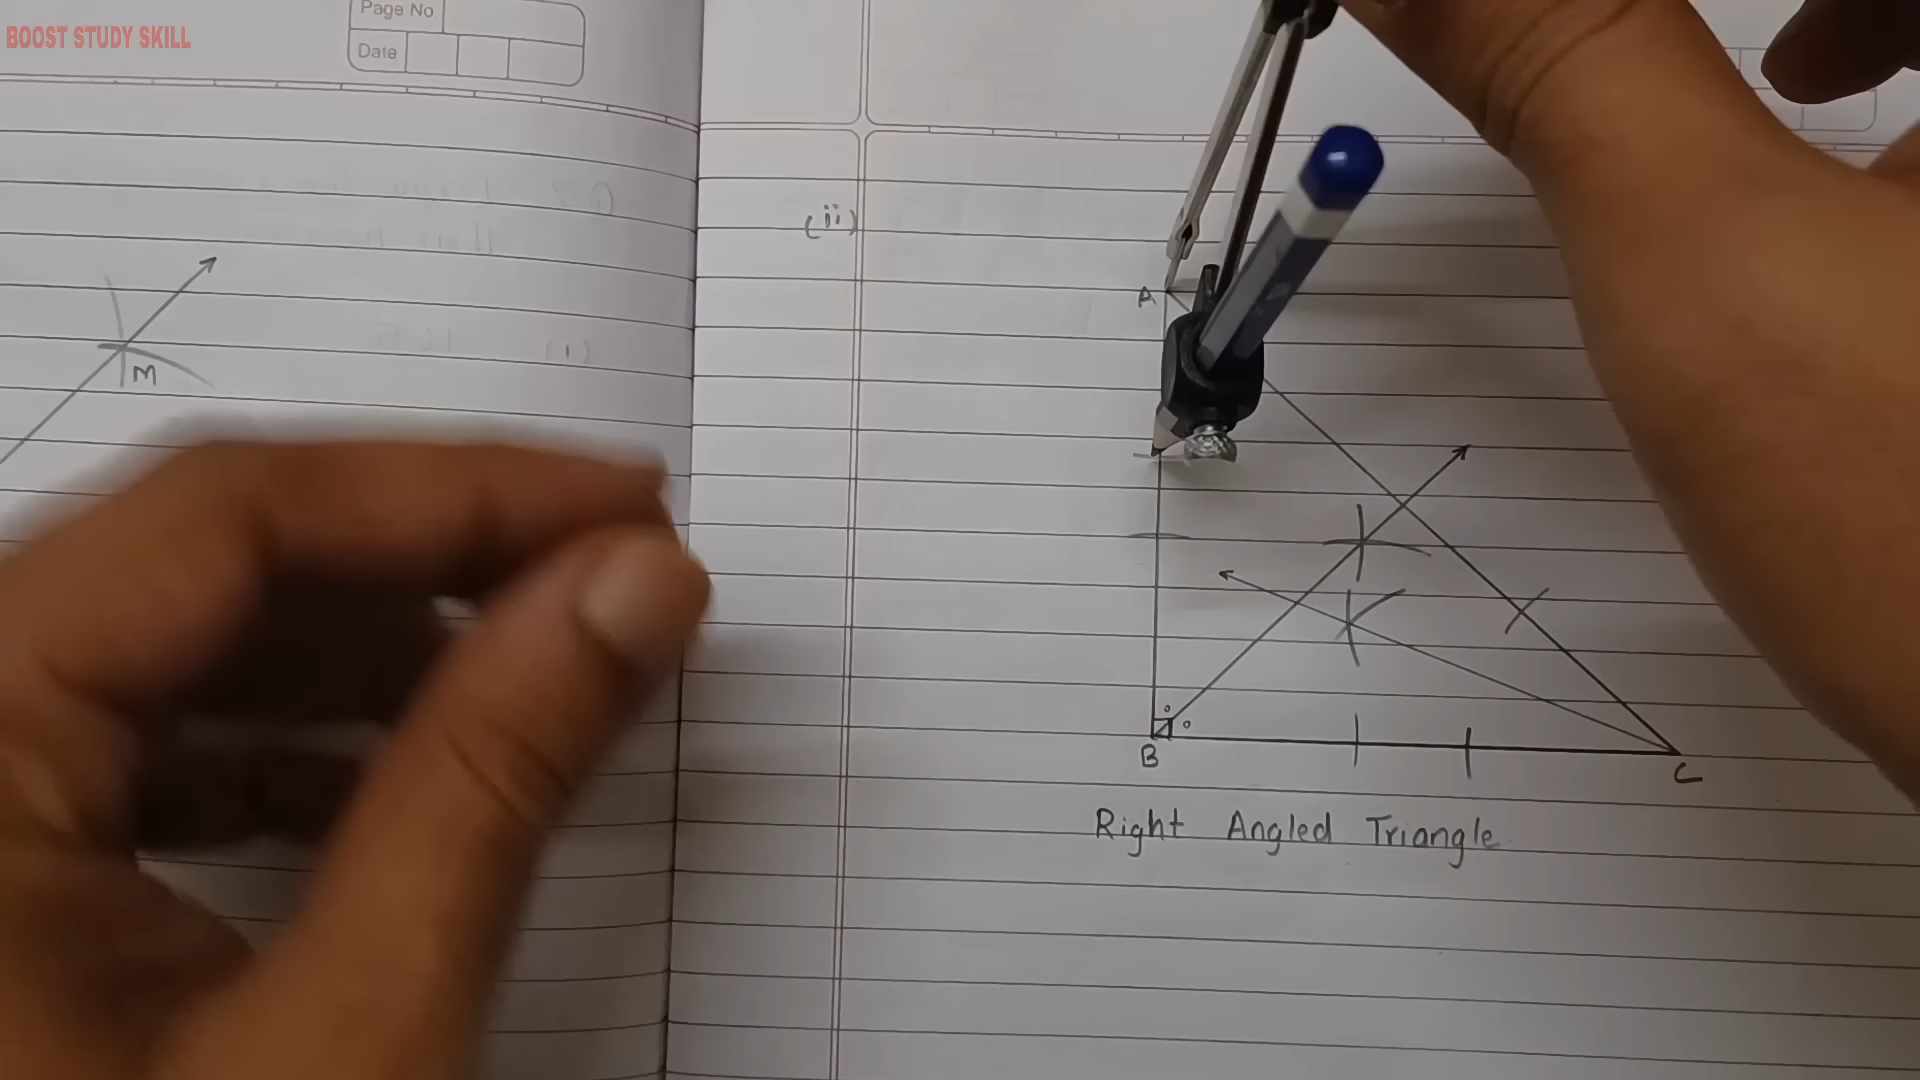 BOOST STUDY SKILL
Page No
Date
M
(ii)
A
B
C
Right Angled Triangle